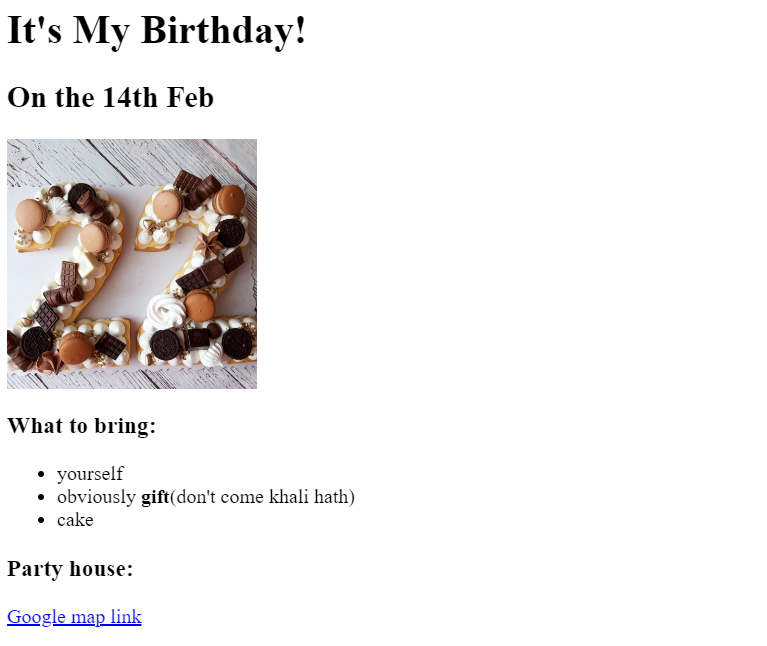 It's My Birthday!
On the 14th Feb
What to bring:
yourself
obviously gift(don't come khali hath)
cake
Party house:
Google map link